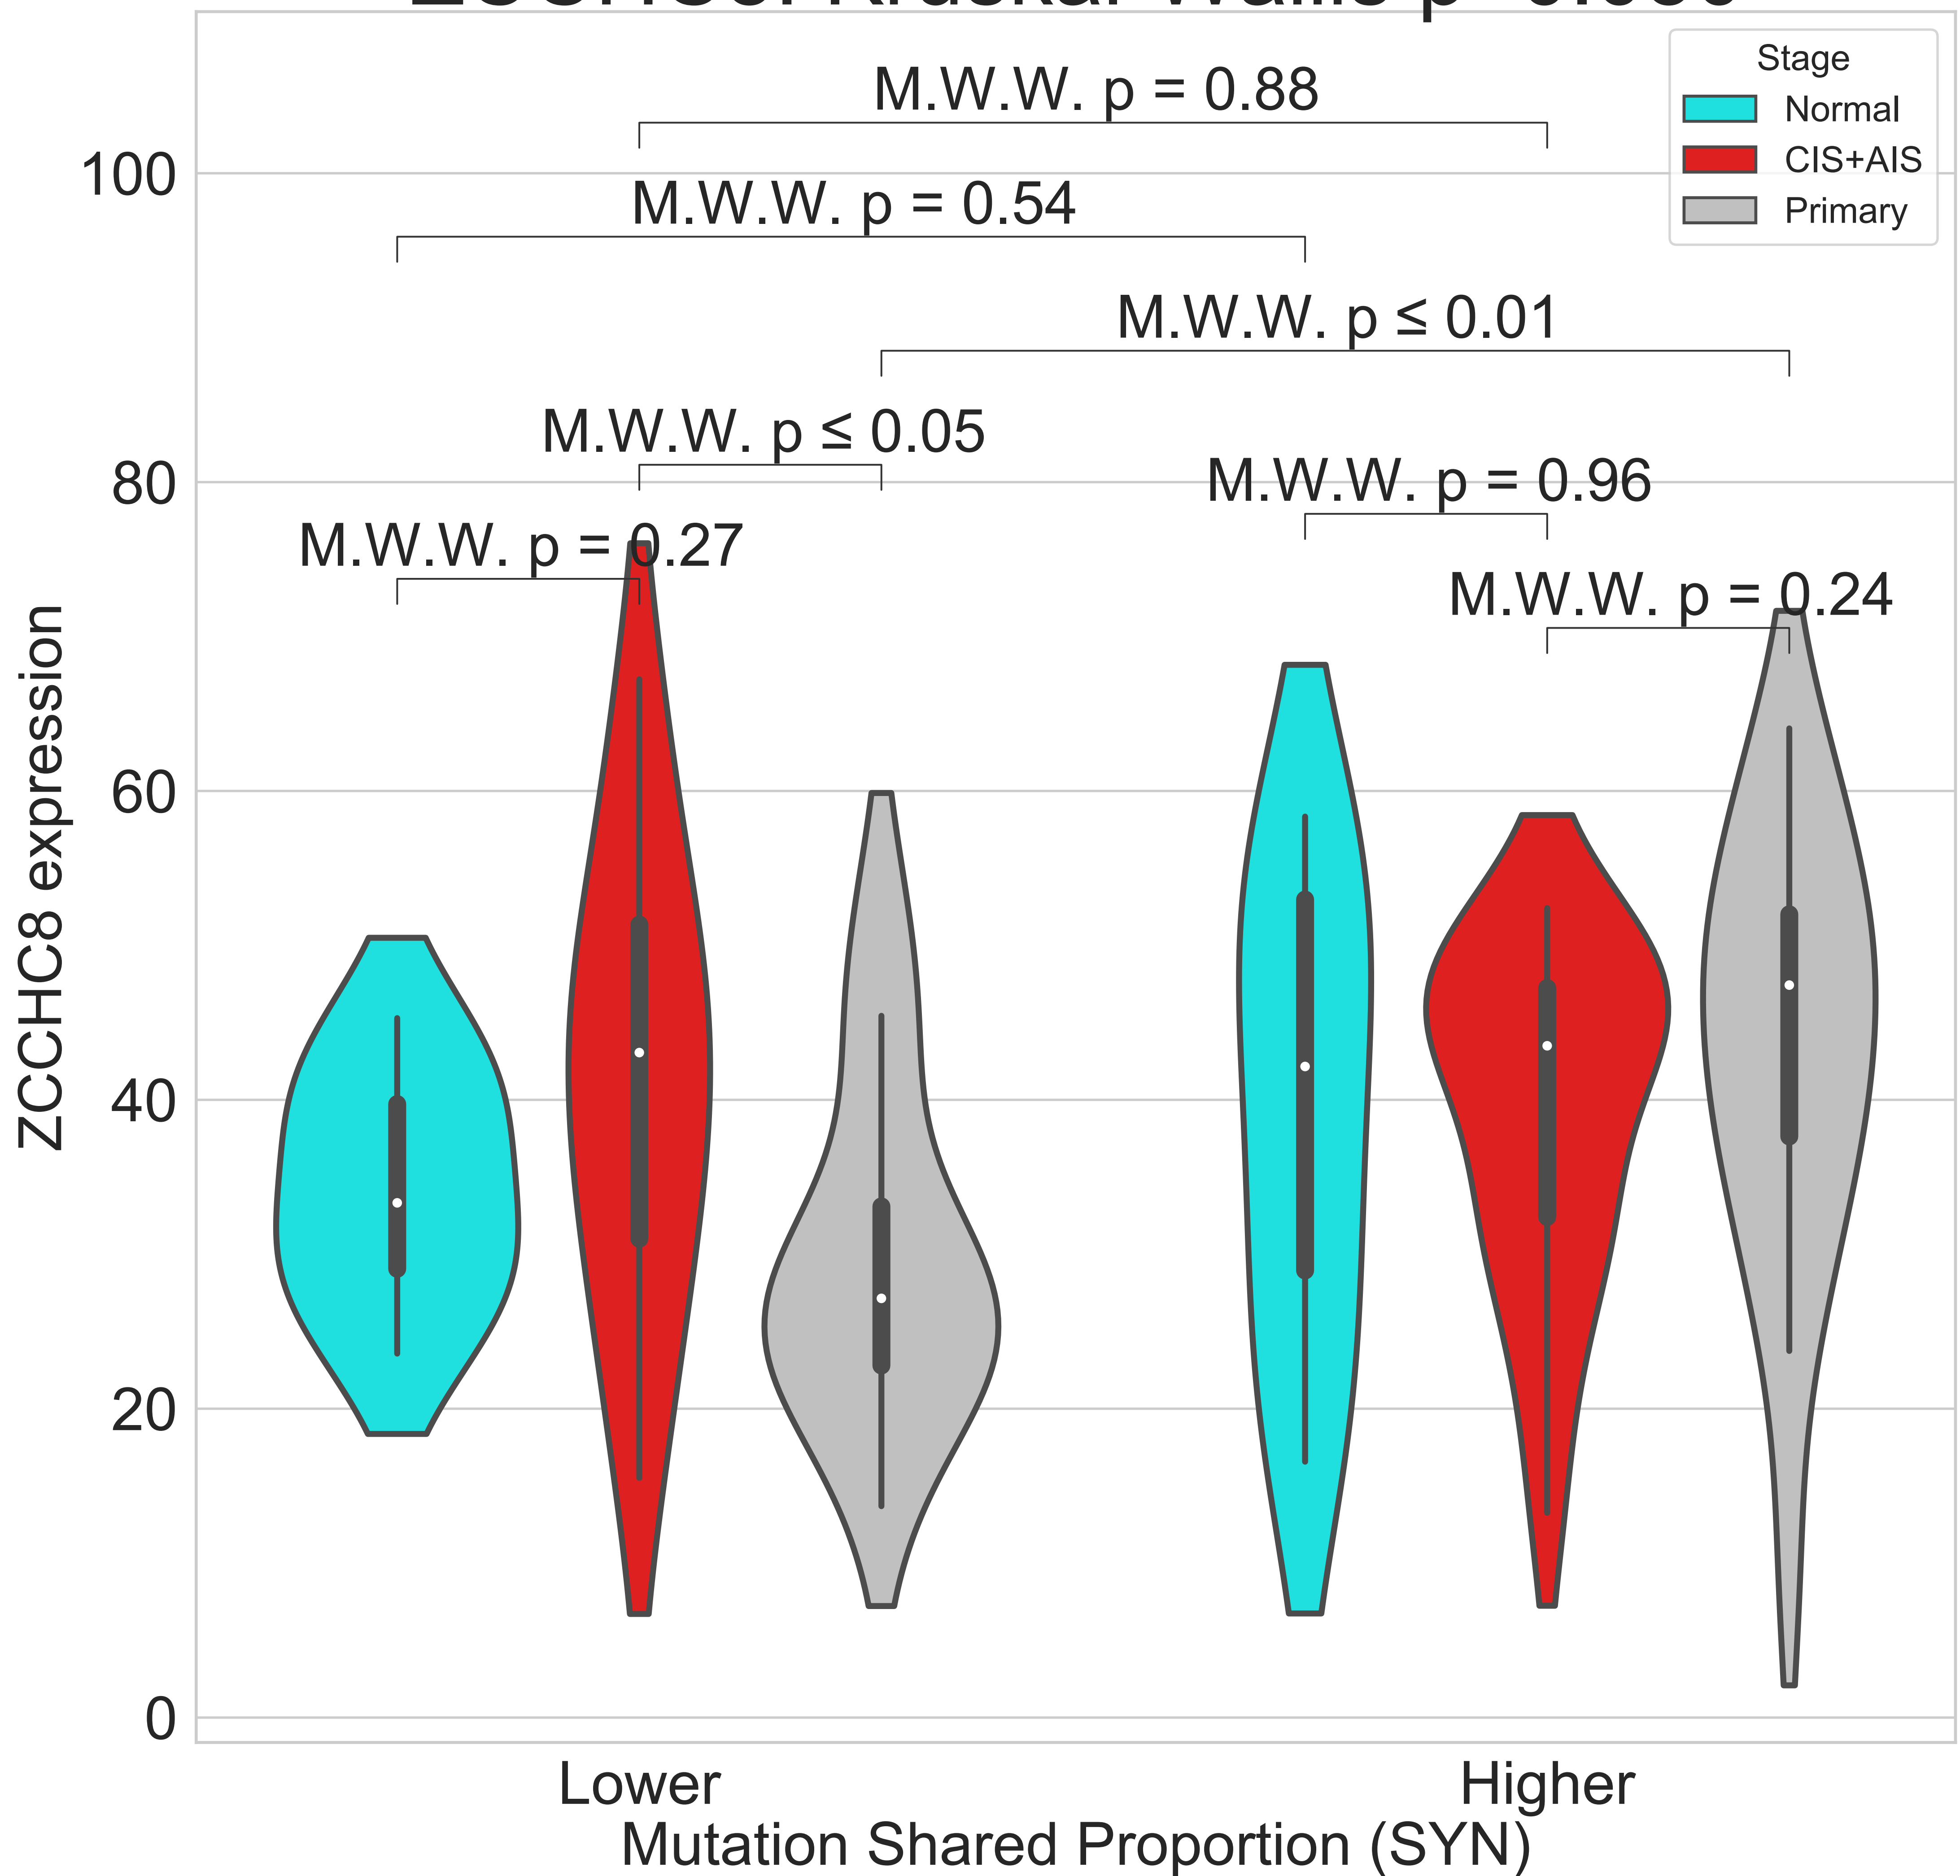 Stage
Normal
CIS+AIS
Primary
M.W.W. p = 0.88
M.W.W. p = 0.54
M.W.W. p ≤ 0.01
M.W.W. p ≤ 0.05
M.W.W. p = 0.96
M.W.W. p = 0.27
M.W.W. p = 0.24
100
80
60
40
20
0
ZCCHC8 expression
Lower
Higher
Mutation Shared Proportion (SYN)